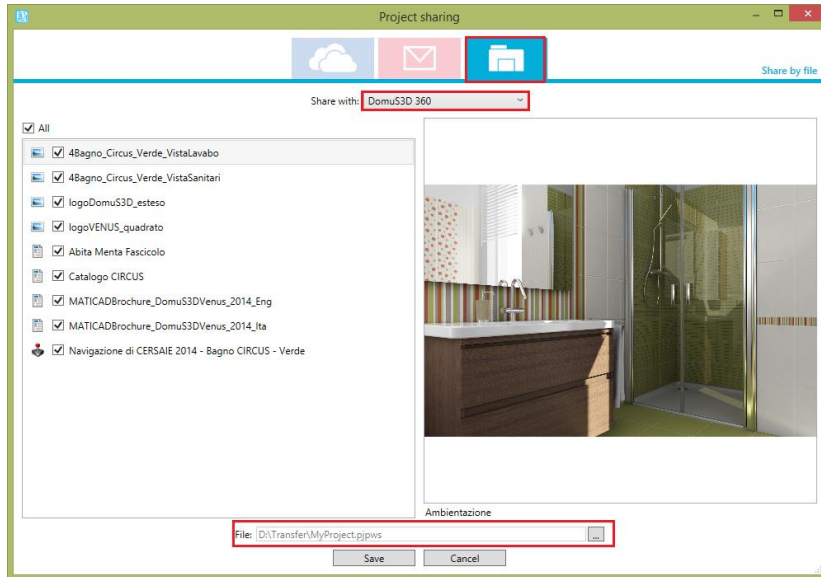 Project sharing
Share by file
Share with: DomuS3D 360
All
4Bagno_Circus_Verde_VistaLavabo
4Bagno_Circus_Verde_VistaSanitari
logoDomuS3D_esteso
logoVENUS_quadrato
Abita Menta Fascicolo
Catalogo CIRCUS
MATICADBrochure_DomuS3DVenus_2014_Eng
MATICADBrochure_DomuS3DVenus_2014_Ita
Navigazione di CERSAIE 2014 - Bagno CIRCUS - Verde
Ambientazione
File: D:\Transfer\MyProject.pjpws ...
Save Cancel